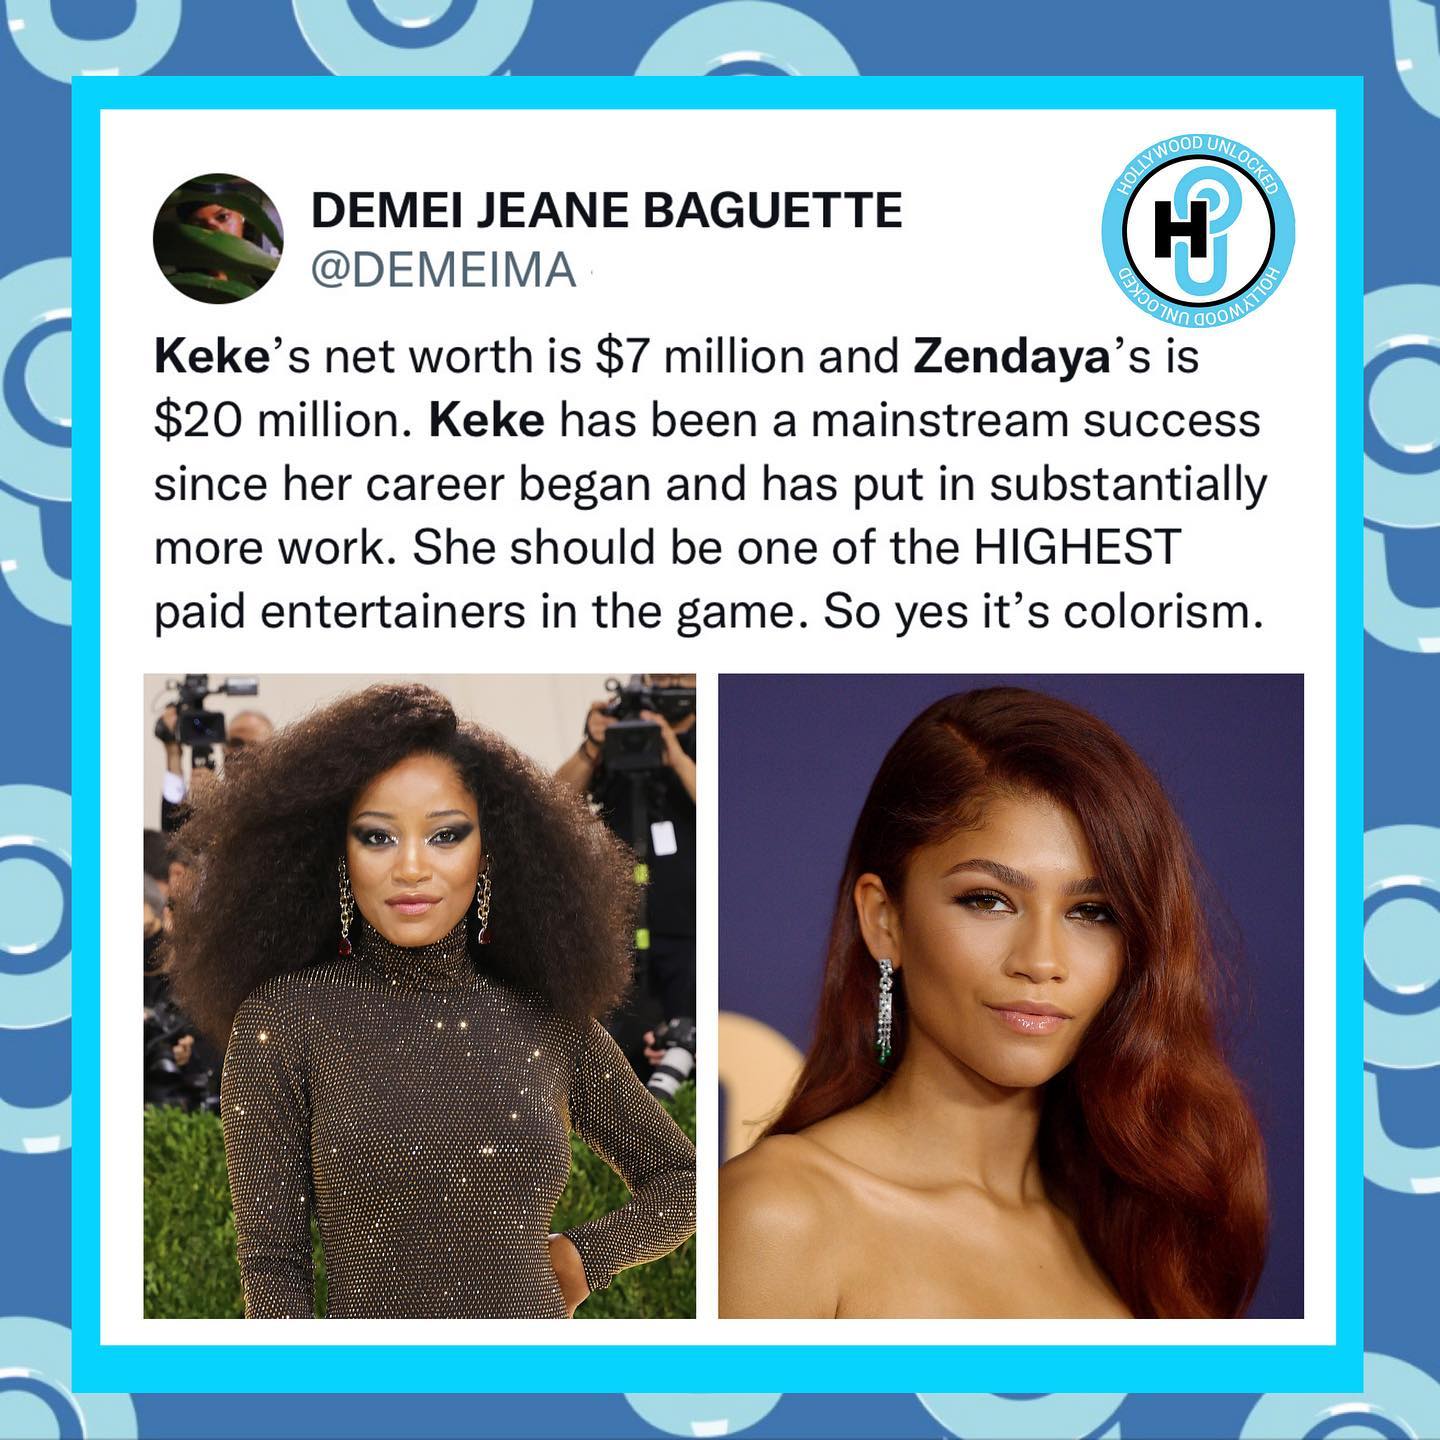 DEMEI JEANE BAGUETTE
@DEMEIMA
HOLLYWOOD UNLOCKED
H
HOLLYWOOD UNLOCKED
Keke’s net worth is $7 million and Zendaya’s is
$20 million. Keke has been a mainstream success
since her career began and has put in substantially
more work. She should be one of the HIGHEST
paid entertainers in the game. So yes it’s colorism.